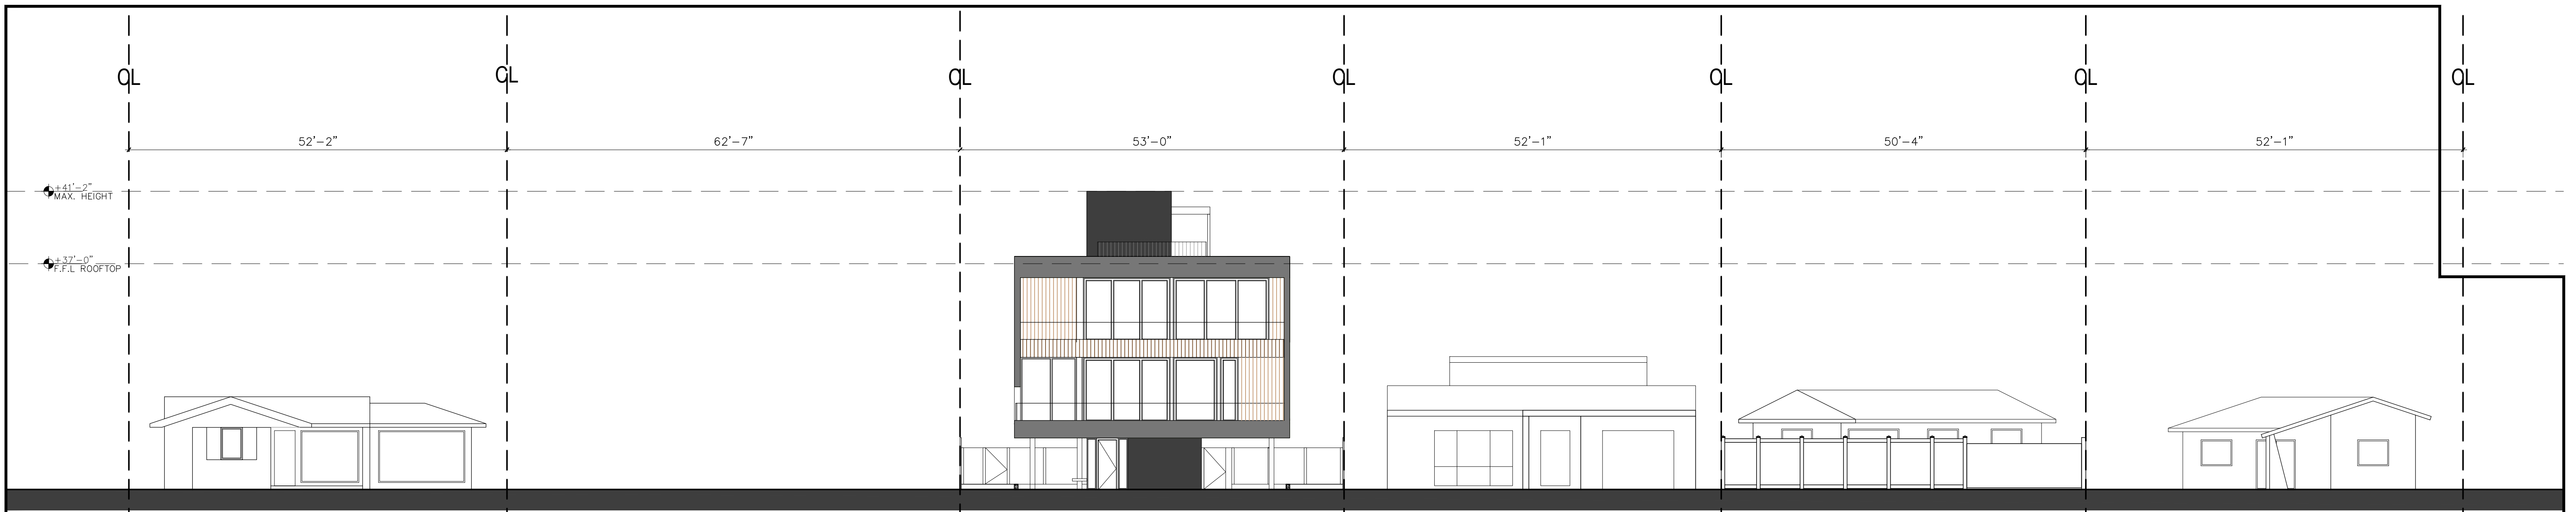 CL
CL
CL
CL
CL
CL
CL
52'-2"
62'-7"
53'-0"
52'-1"
50'-4"
52'-1"
+41'-2"
MAX. HEIGHT
+37'-0"
F.F.L ROOFTOP